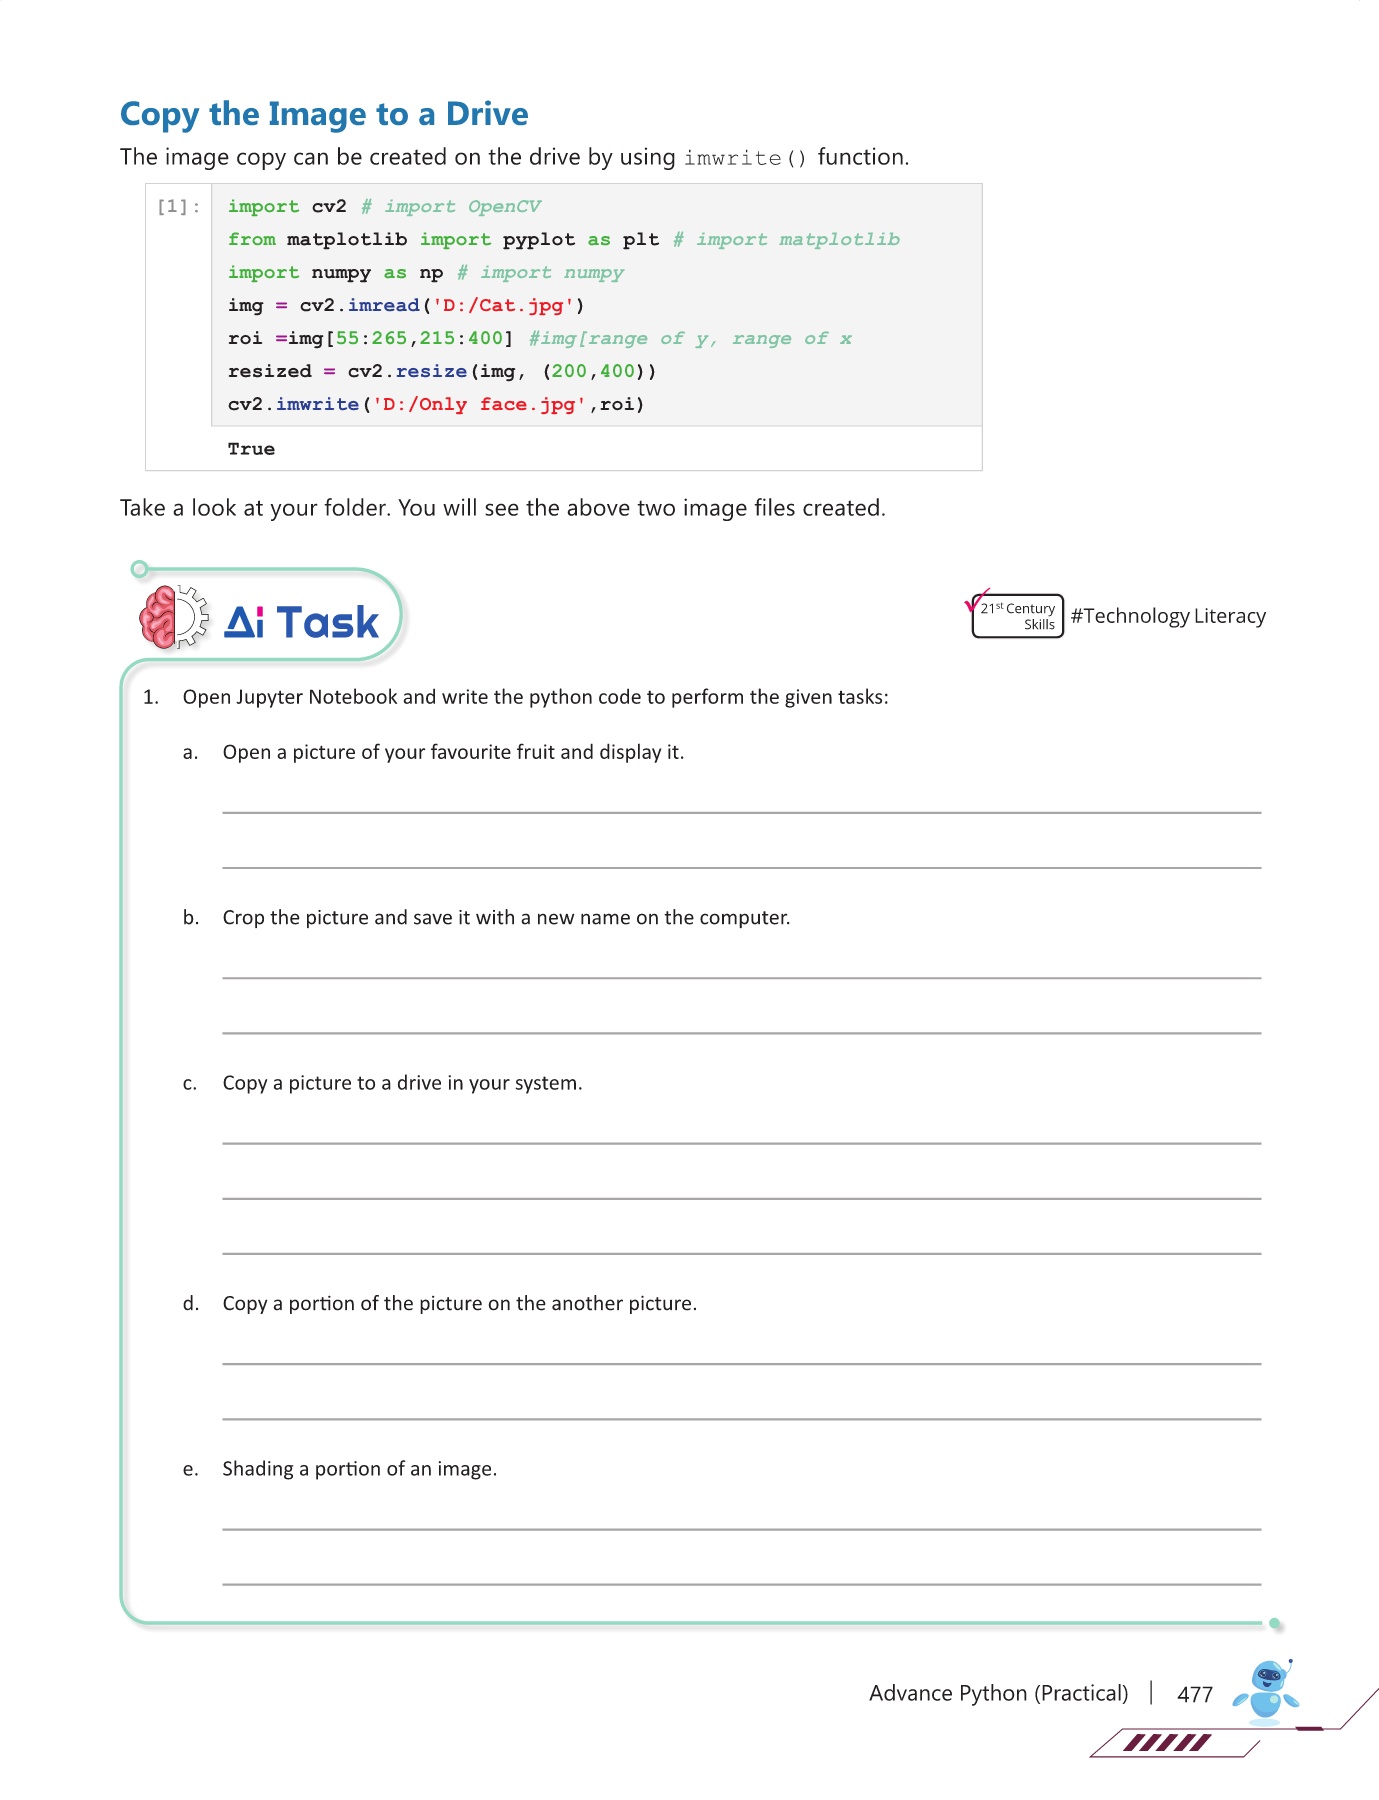 Copy the Image to a Drive
The image copy can be created on the drive by using imwrite() function.
[1]: import cv2 # import OpenCV
from matplotlib import pyplot as plt # import matplotlib
import numpy as np # import numpy
img = cv2.imread('D:/Cat.jpg')
roi =img[55:265,215:400] #img[range of y, range of x
resized = cv2.resize(img, (200,400))
cv2.imwrite('D:/Only face.jpg',roi)
True
Take a look at your folder. You will see the above two image files created.
Ai Task
21st Century
Skills
#Technology Literacy
1. Open Jupyter Notebook and write the python code to perform the given tasks:
a. Open a picture of your favourite fruit and display it.
b. Crop the picture and save it with a new name on the computer.
c. Copy a picture to a drive in your system.
d. Copy a portion of the picture on the another picture.
e. Shading a portion of an image.
Advance Python (Practical) | 477